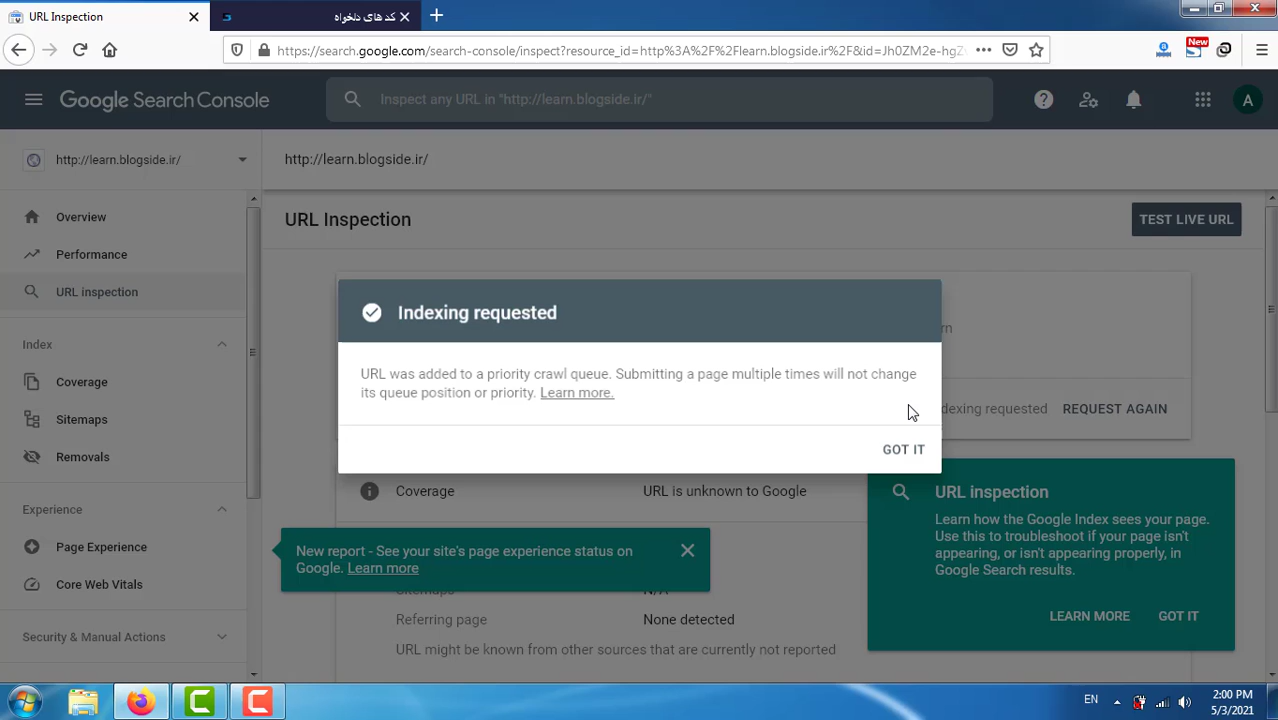 URL Inspection
کد های دلخواه
https://search.google.com/search-console/inspect?resource_id=http%3A%2F%2Flearn.blogside.ir%2F&id=Jh0ZM2e-hgZ
New
Google Search Console
Inspect any URL in "http://learn.blogside.ir/"
A
http://learn.blogside.ir/
http://learn.blogside.ir/
Overview
Performance
URL inspection
Index
Coverage
Sitemaps
Removals
Experience
Page Experience
Core Web Vitals
Security & Manual Actions
URL Inspection
TEST LIVE URL
Indexing requested
URL was added to a priority crawl queue. Submitting a page multiple times will not change
its queue position or priority. Learn more.
GOT IT
dexing requested
REQUEST AGAIN
Coverage
URL is unknown to Google
New report - See your site's page experience status on
Google. Learn more
Sitemaps
N/A
Referring page
None detected
URL might be known from other sources that are currently not reported
URL inspection
Learn how the Google Index sees your page.
Use this to troubleshoot if your page isn't
appearing, or isn't appearing properly, in
Google Search results.
LEARN MORE
GOT IT
EN
2:00 PM
5/3/2021